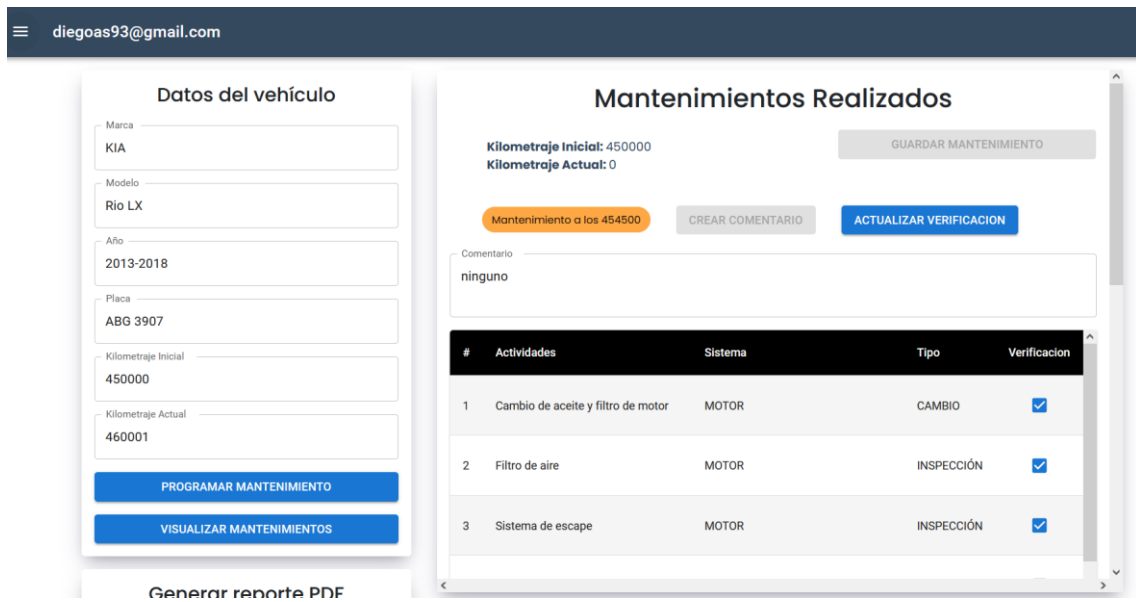 diegoas93@gmail.com
Datos del vehículo
Marca
KIA
Modelo
Rio LX
Año
2013-2018
Placa
ABG 3907
Kilometraje Inicial
450000
Kilometraje Actual
460001
PROGRAMAR MANTENIMIENTO
VISUALIZAR MANTENIMIENTOS
Generar reporte PDF
Mantenimientos Realizados
Kilometraje Inicial: 450000
Kilometraje Actual: 0
GUARDAR MANTENIMIENTO
Mantenimiento a los 454500
CREAR COMENTARIO
ACTUALIZAR VERIFICACION
Comentario
ninguno
# Actividades Sistema Tipo Verificacion
1 Cambio de aceite y filtro de motor MOTOR CAMBIO
2 Filtro de aire MOTOR INSPECCIÓN
3 Sistema de escape MOTOR INSPECCIÓN